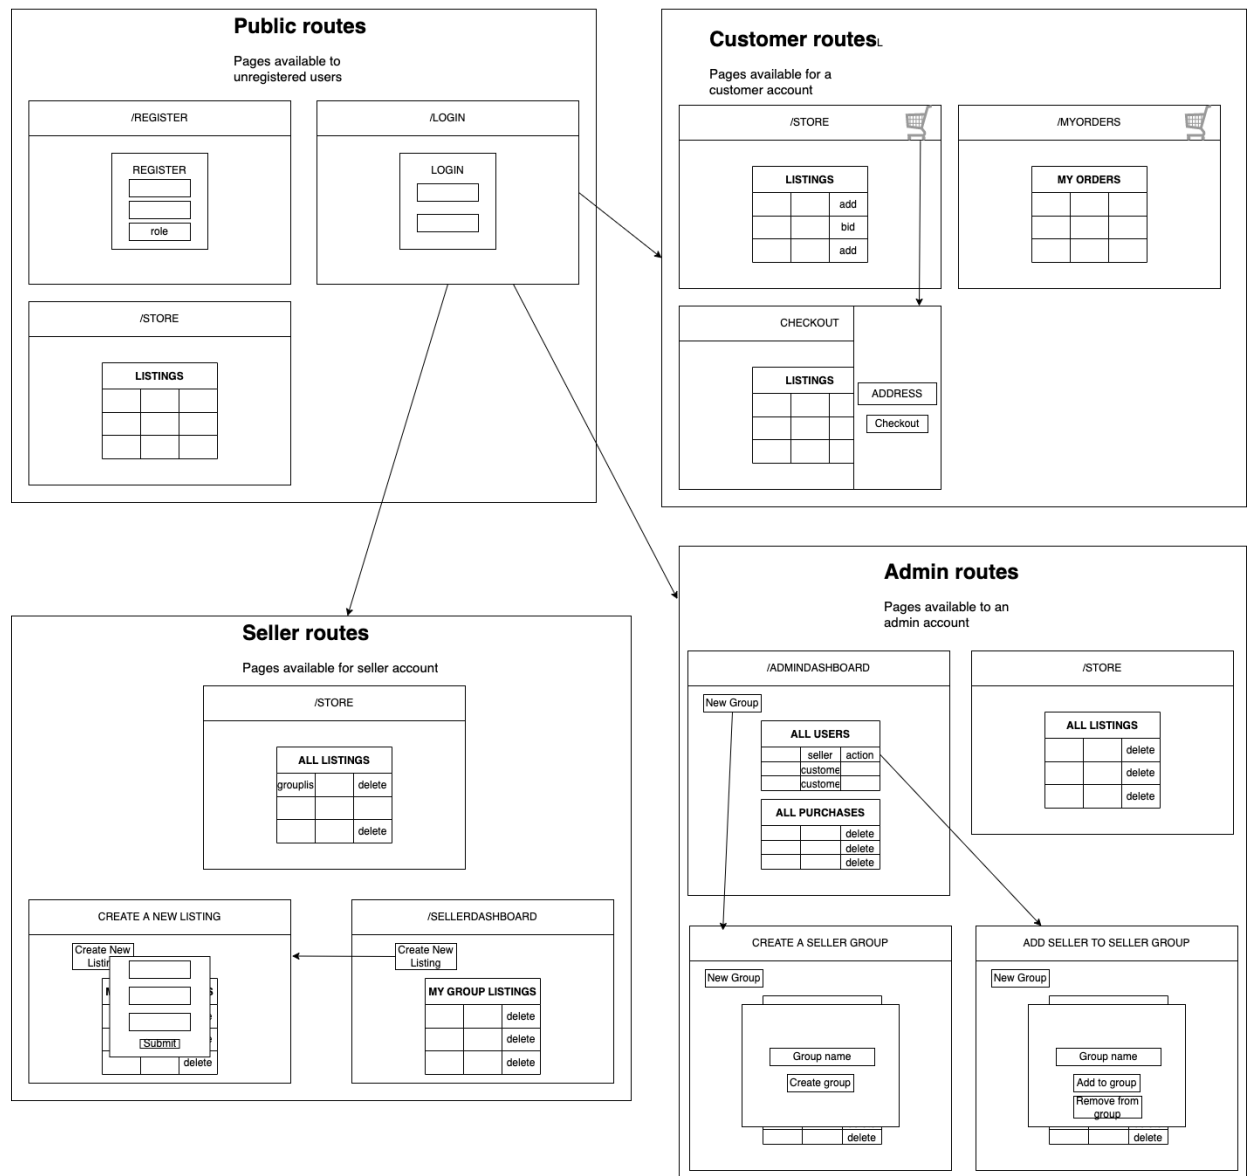 Public routes
Pages available to
unregistered users
/REGISTER
REGISTER
role
/LOGIN
LOGIN
/STORE
LISTINGS
Customer routesL
Pages available for a
customer account
/STORE
LISTINGS
add
bid
add
/MYORDERS
MY ORDERS
CHECKOUT
LISTINGS
ADDRESS
Checkout
Seller routes
Pages available for seller account
/STORE
ALL LISTINGS
grouplis
delete
delete
CREATE A NEW LISTING
Create New
Submit
delete
/SELLERDASHBOARD
Create New
Listing
MY GROUP LISTINGS
delete
delete
delete
Admin routes
Pages available to an
admin account
/ADMINDASHBOARD
New Group
ALL USERS
seller
action
custome
custome
ALL PURCHASES
delete
delete
delete
/STORE
ALL LISTINGS
delete
delete
delete
CREATE A SELLER GROUP
New Group
Group name
Create group
delete
ADD SELLER TO SELLER GROUP
New Group
Group name
Add to group
Remove from
group
delete